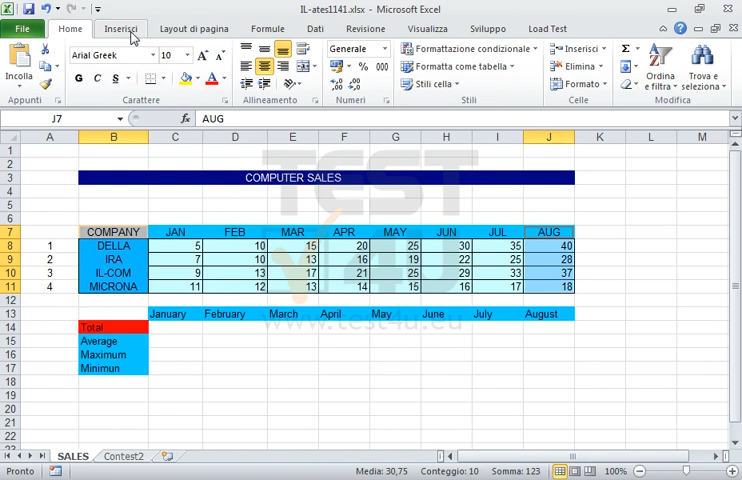 IL-ates1141.xlsx - Microsoft Excel
File Home Inserisci Layout di pagina Formule Dati Revisione Visualizza Sviluppo Load Test
Arial Greek 10 Generale Formattazione condizionale Inserisci
Incolla G C S % 000 Formatta come tabella Elimina Ordina e filtra Trova e seleziona
Stili cella Formato
Appunti Carattere Allineamento Numeri Stili Celle Modifica
J7 fx AUG
A B C D E F G H I J K L M
1
2
3 COMPUTER SALES
4
5
6
7 COMPANY JAN FEB MAR APR MAY JUN JUL AUG
8 1 DELLA 5 10 15 20 25 30 35 40
9 2 IRA 7 10 13 16 19 22 25 28
10 3 IL-COM 9 13 17 21 25 29 33 37
11 4 MICRONA 11 12 13 14 15 16 17 18
12
13 January February March April May June July August
14 Total
15 Average
16 Maximum
17 Minimun
18
19
20
21
22
23
TEST
4U
www.test4u.eu
SALES Contest2
Pronto Media: 30,75 Conteggio: 10 Somma: 123 100%